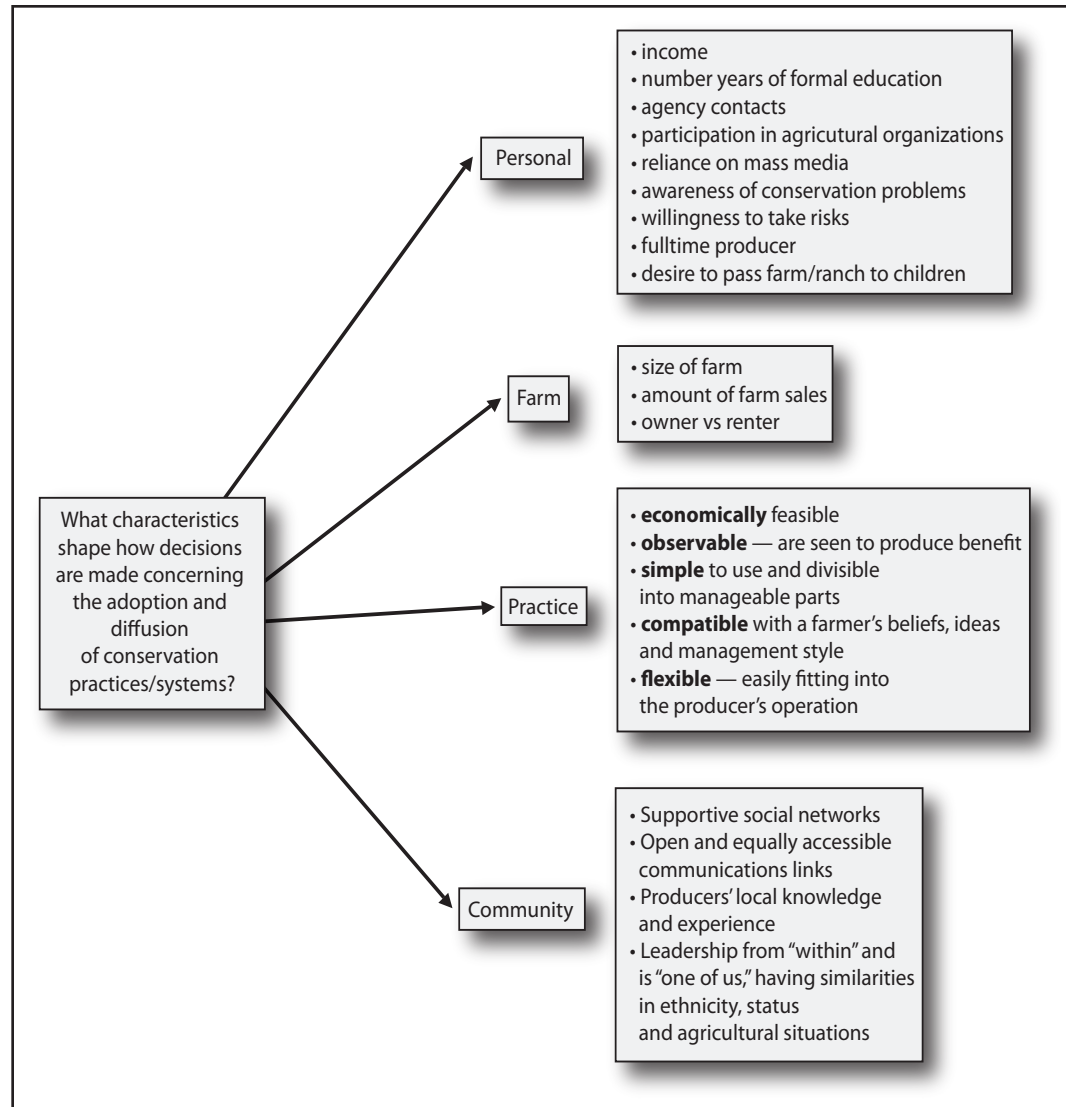 • income
• number years of formal education
• agency contacts
• participation in agricutural organizations
• reliance on mass media
• awareness of conservation problems
• willingness to take risks
• fulltime producer
• desire to pass farm/ranch to children
Personal
• size of farm
• amount of farm sales
• owner vs renter
Farm
What characteristics
shape how decisions
are made concerning
the adoption and
diffusion
of conservation
practices/systems?
• economically feasible
• observable — are seen to produce benefit
• simple to use and divisible
into manageable parts
• compatible with a farmer's beliefs, ideas
and management style
• flexible — easily fitting into
the producer's operation
Practice
• Supportive social networks
• Open and equally accessible
communications links
• Producers' local knowledge
and experience
• Leadership from "within" and
is "one of us," having similarities
in ethnicity, status
and agricultural situations
Community